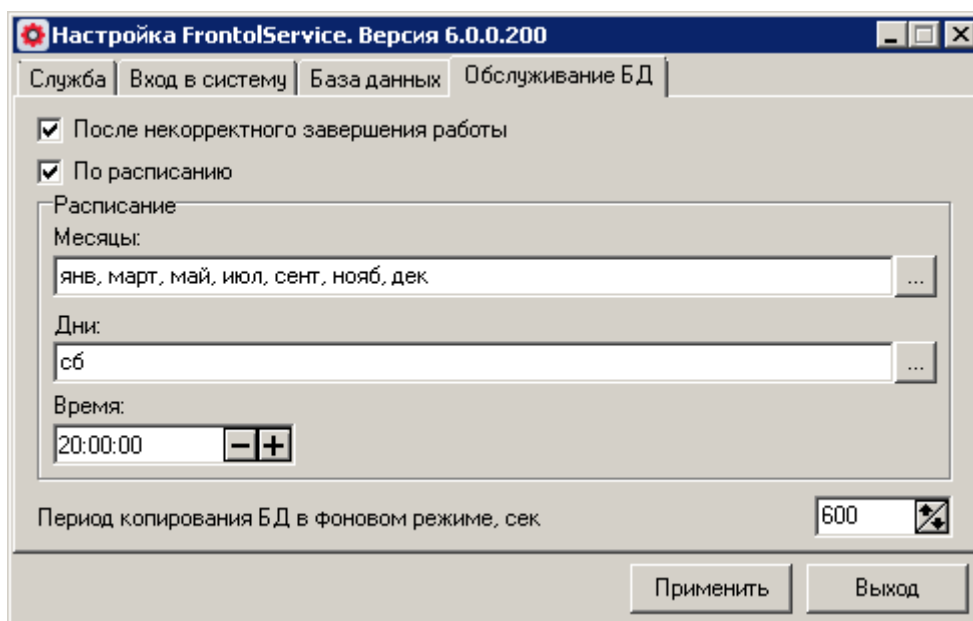 Настройка FrontolService. Версия 6.0.0.200
Служба Вход в систему База данных Обслуживание БД
После некорректного завершения работы
По расписанию
Расписание
Месяцы:
янв, март, май, июл, сент, нояб, дек
...
Дни:
сб
...
Время:
20:00:00
Период копирования БД в фоновом режиме, сек 600
Применить Выход